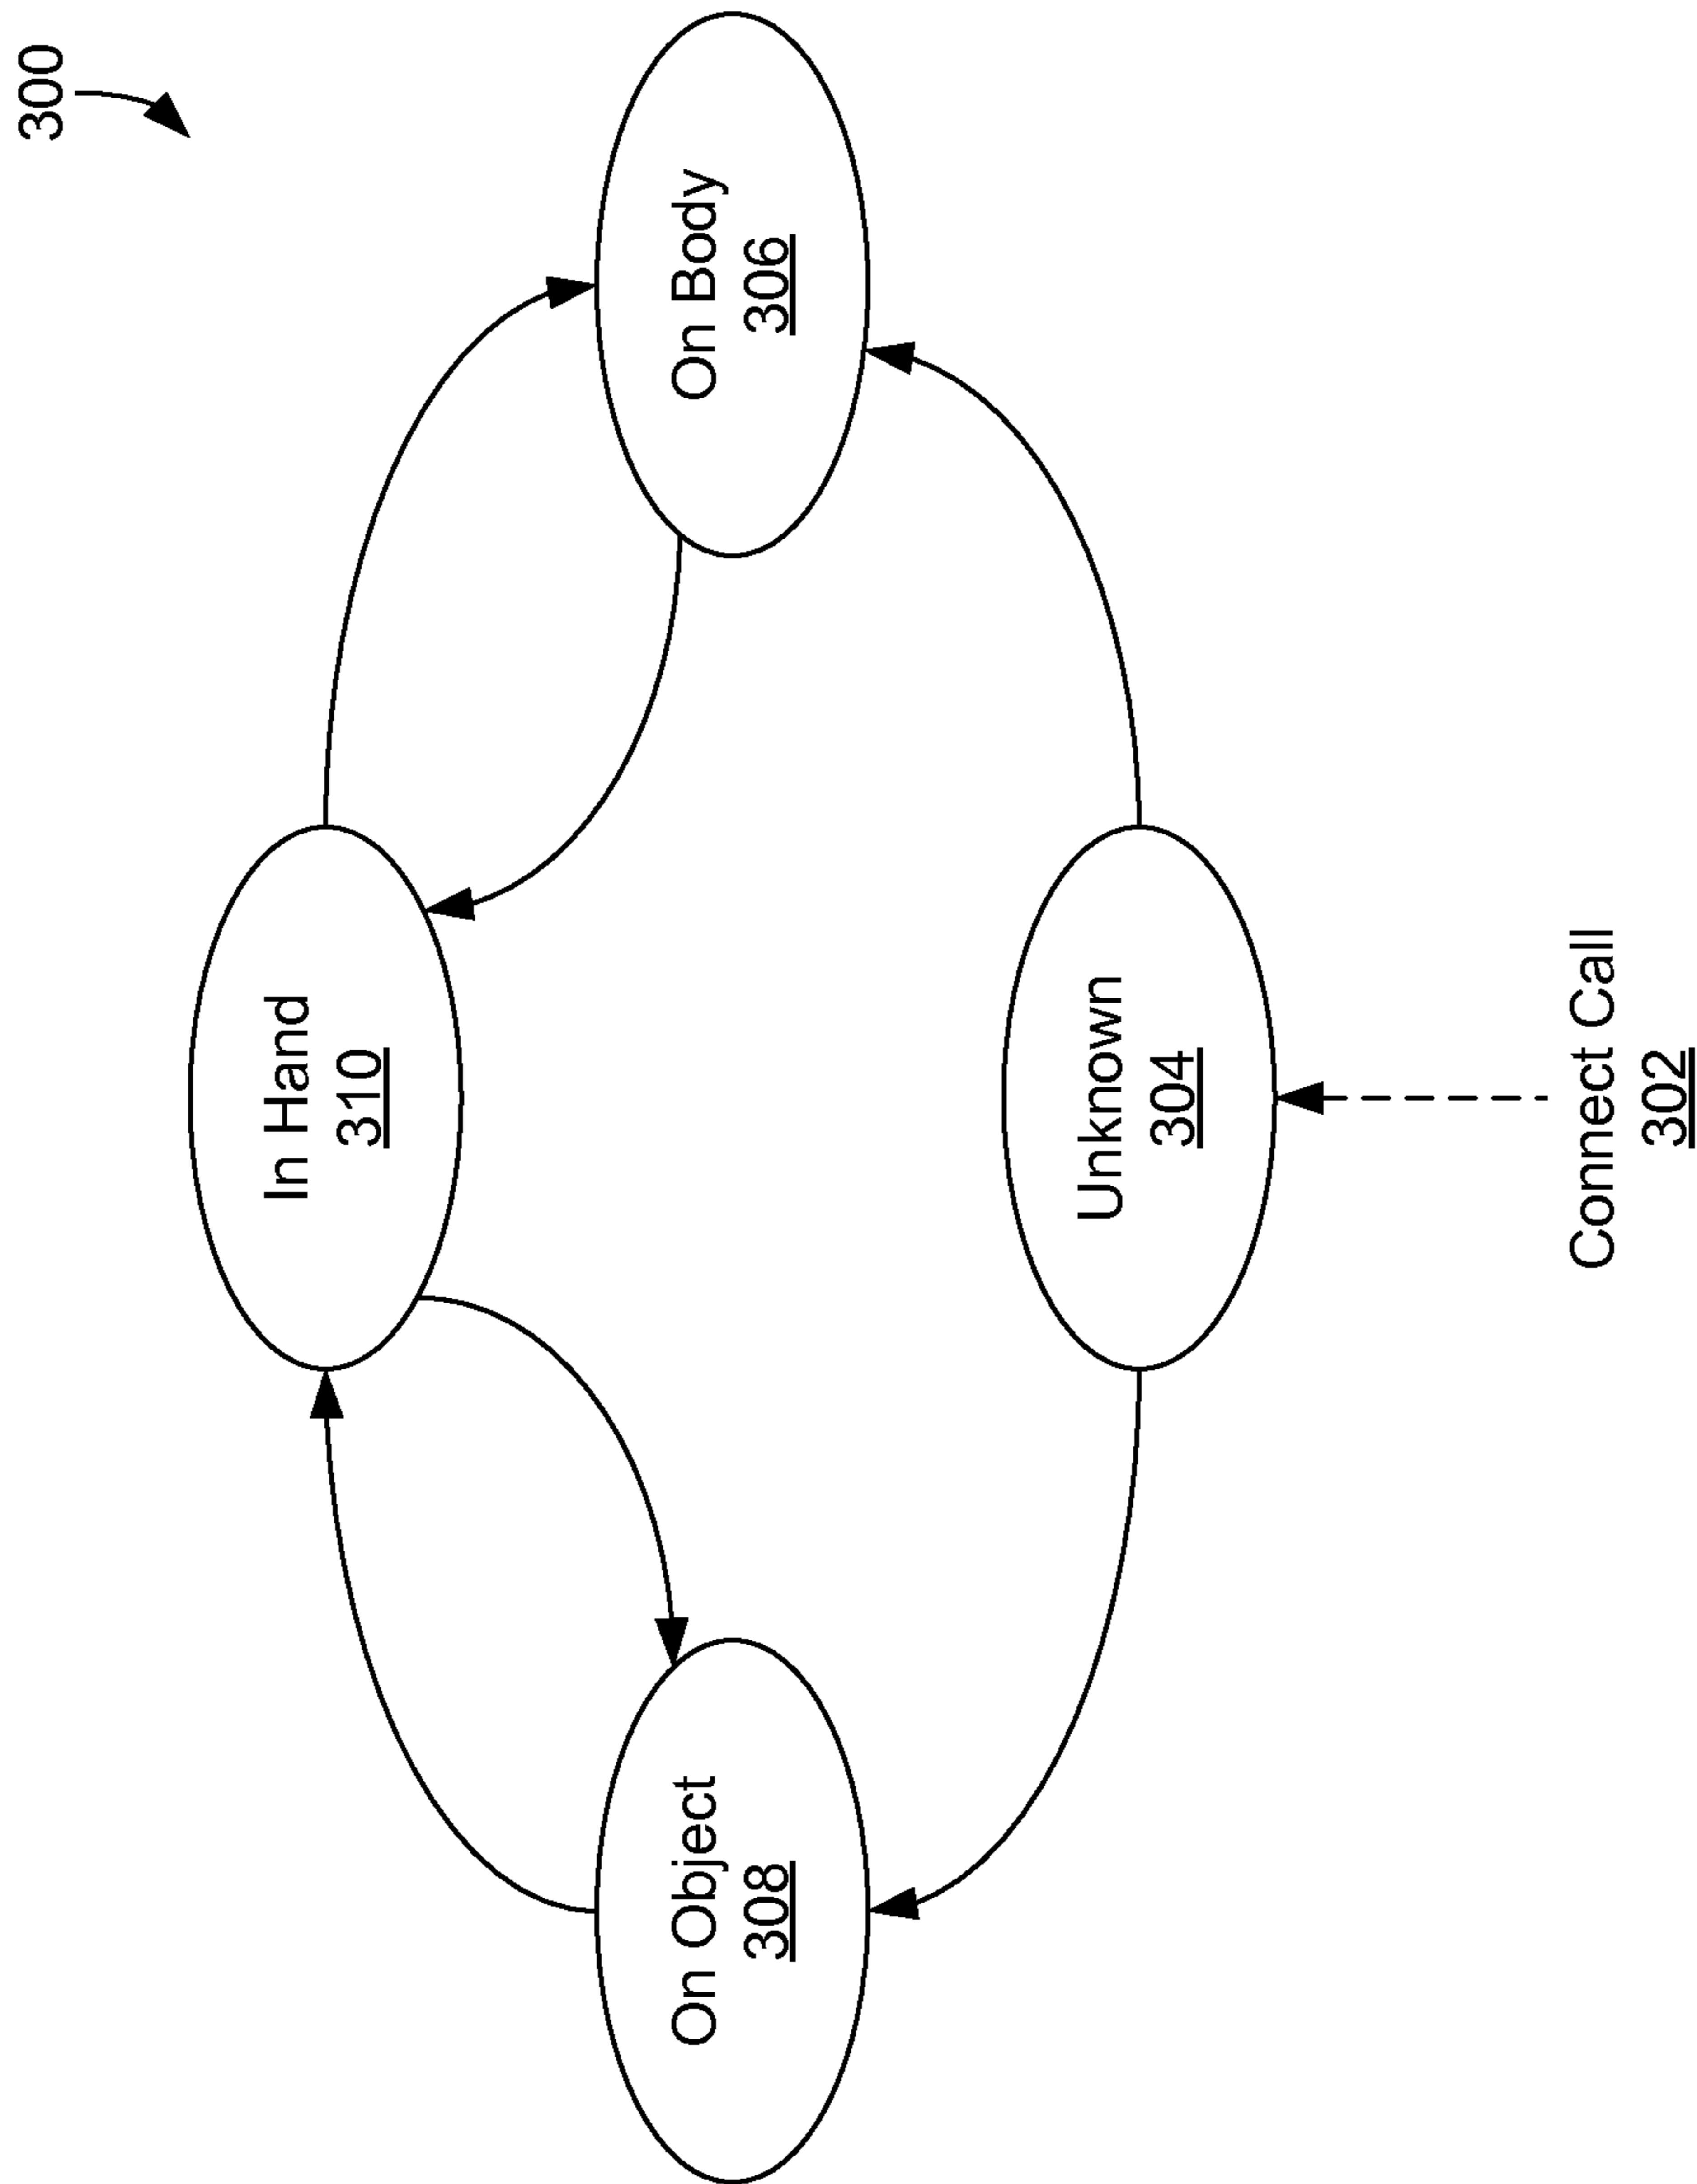 300
In Hand
310
On Object
308
On Body
306
Unknown
304
Connect Call
302